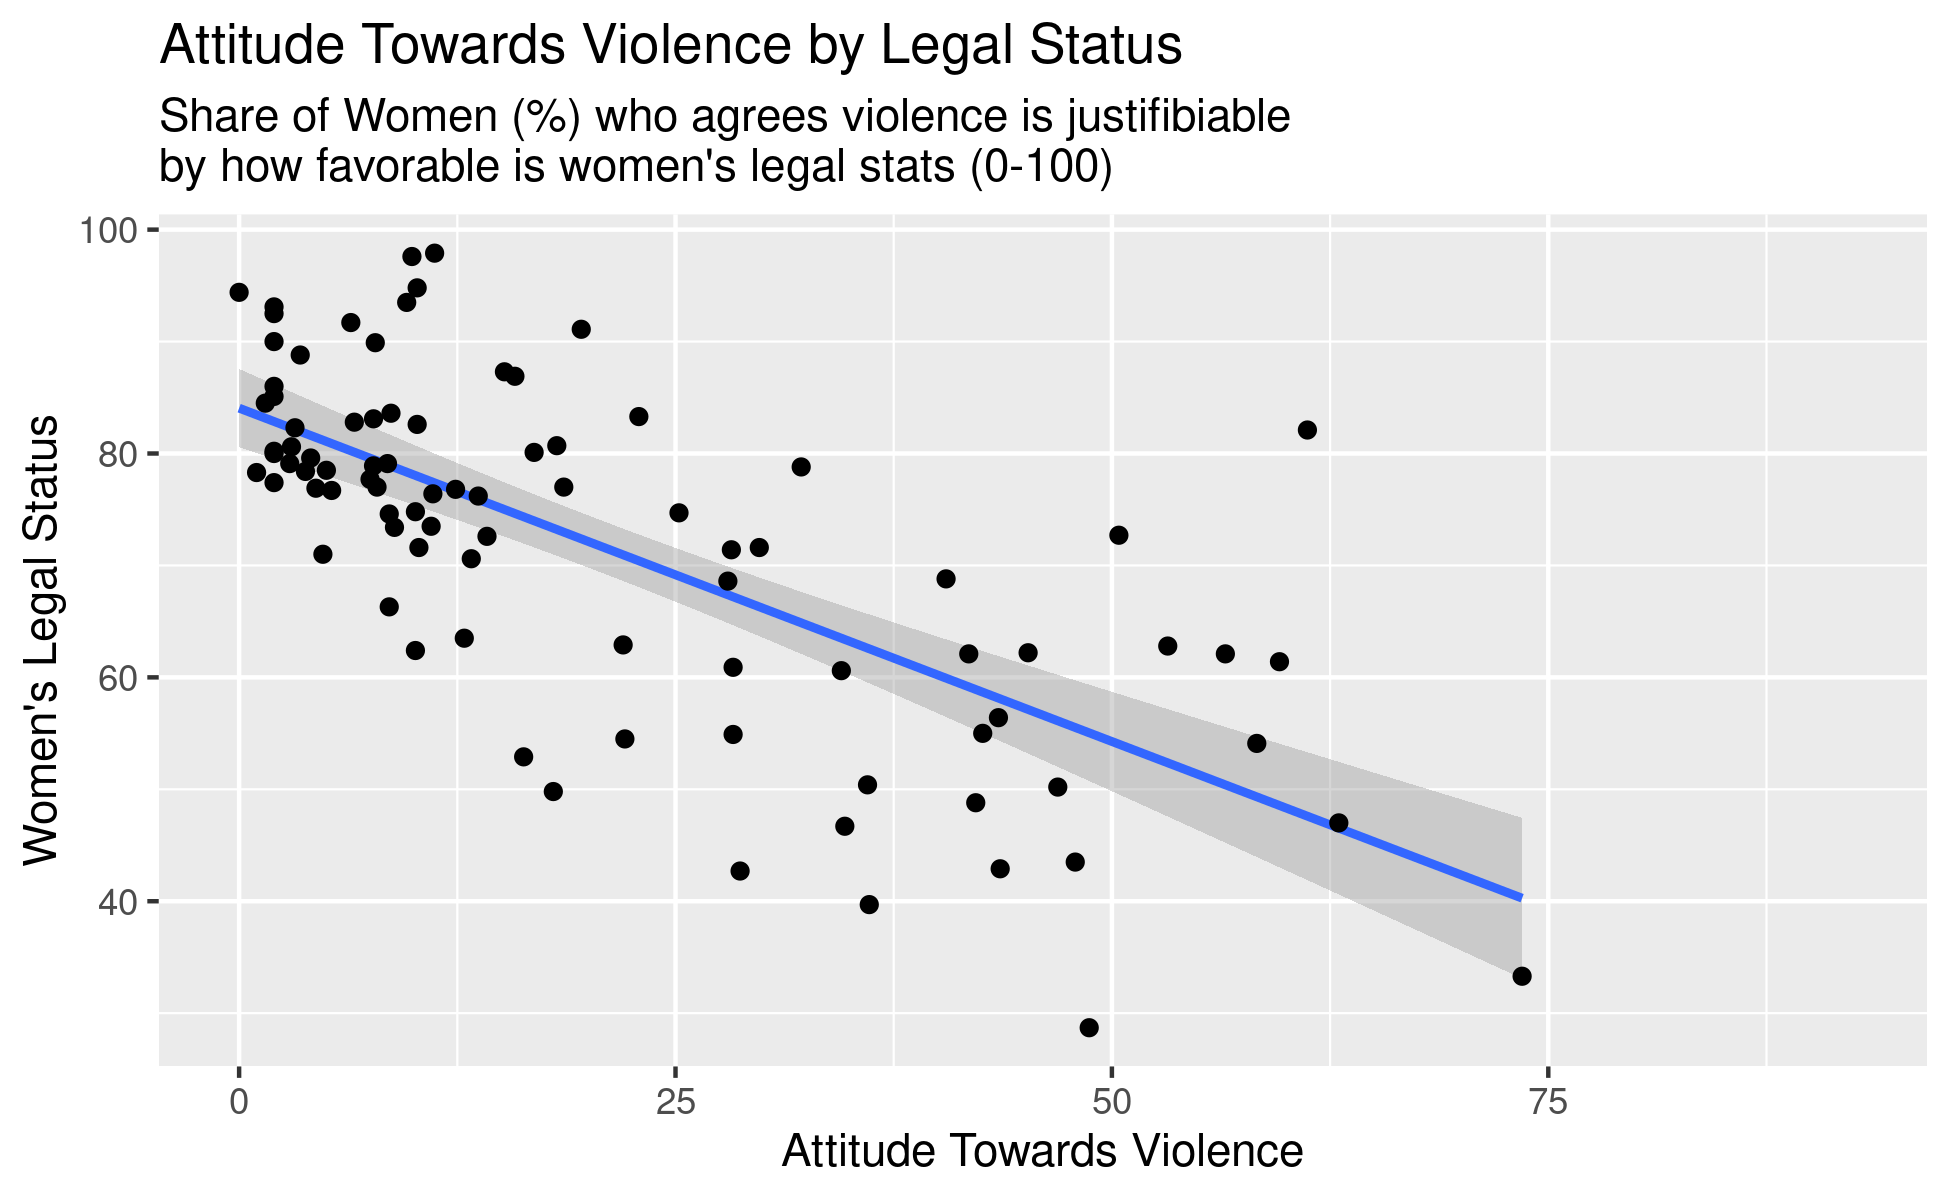 Attitude Towards Violence by Legal Status
Share of Women (%) who agrees violence is justifibiable
by how favorable is women's legal stats (0-100)
100
80
60
40
Women's Legal Status
0 25 50 75
Attitude Towards Violence